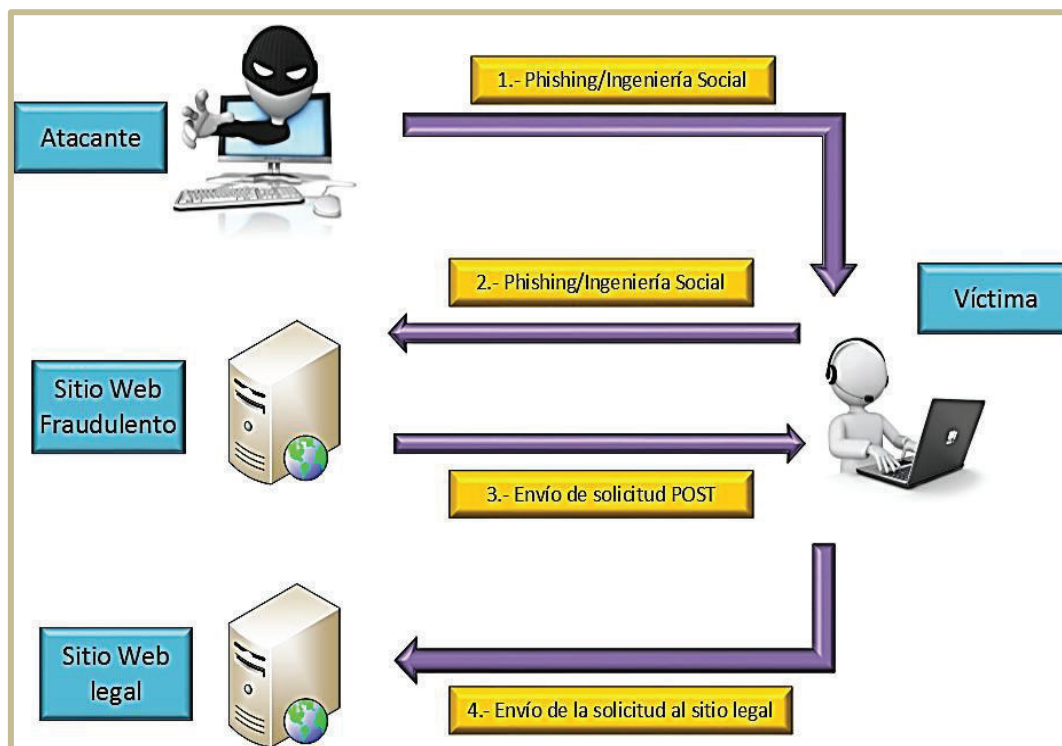 1.- Phishing/Ingeniería Social
Atacante
2.- Phishing/Ingeniería Social
Víctima
Sitio Web
Fraudulento
3.- Envío de solicitud POST
Sitio Web
legal
4.- Envío de la solicitud al sitio legal